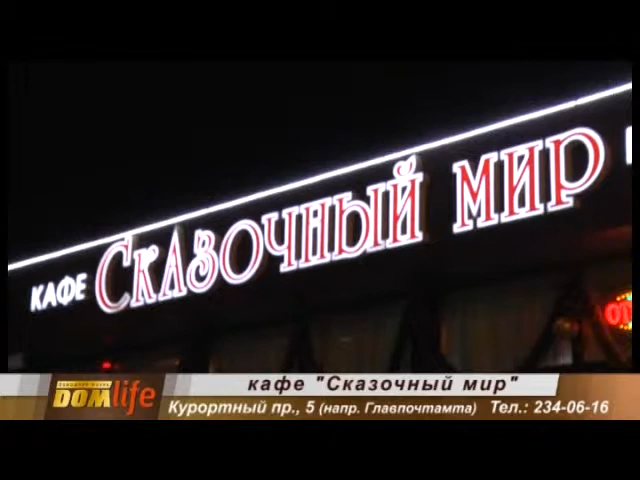 КАФЕ СКАЗОЧНЫЙ МИР
кафе "Сказочный мир"
DOMlife
Курортный пр., 5 (напр. Главпочтамта) Тел.: 234-06-16